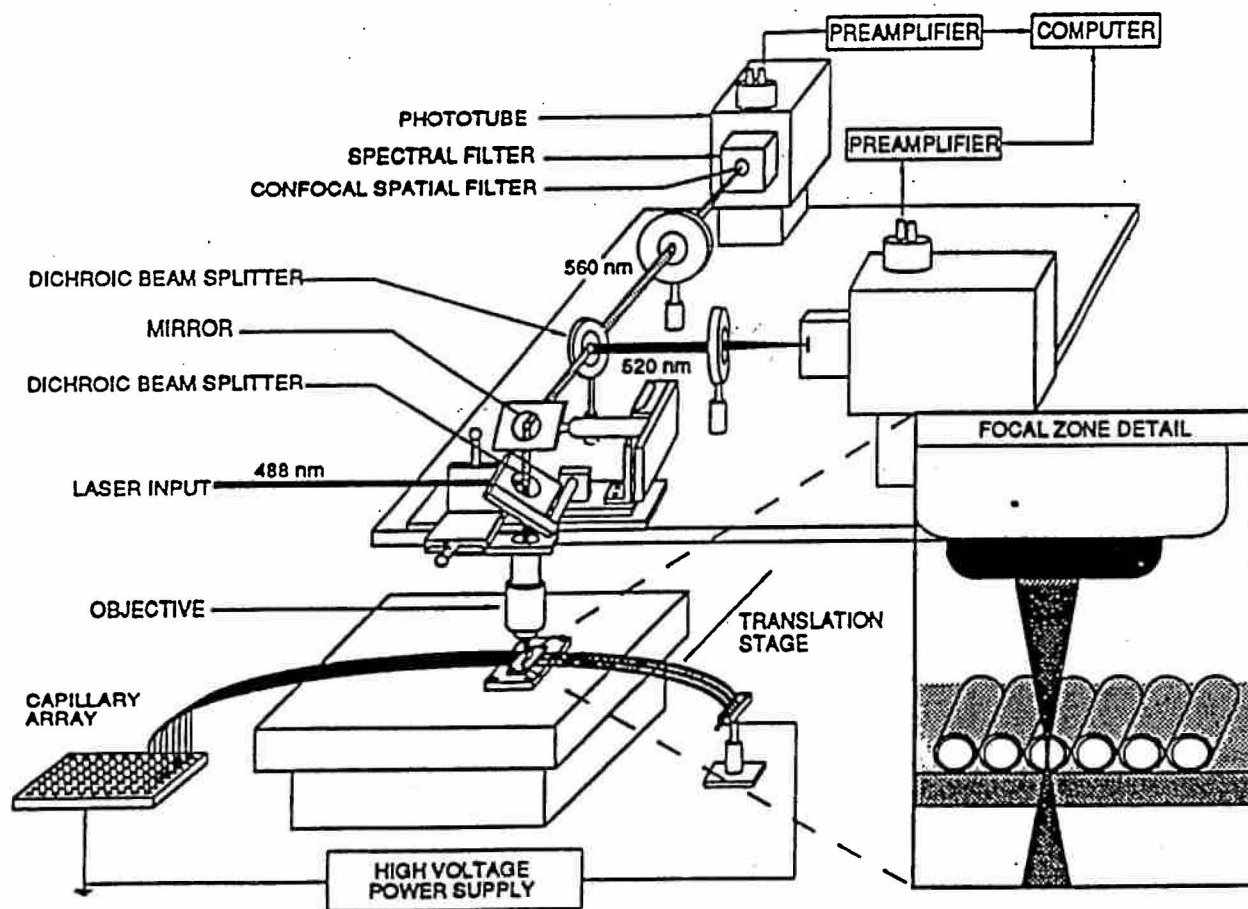 PREAMPLIFIER
COMPUTER
PHOTOTUBE
PREAMPLIFIER
SPECTRAL FILTER
CONFOCAL SPATIAL FILTER
560 nm
DICHROIC BEAM SPLITTER
MIRROR
520 nm
DICHROIC BEAM SPLITTER
FOCAL ZONE DETAIL
488 nm
LASER INPUT
OBJECTIVE
TRANSLATION
STAGE
CAPILLARY
ARRAY
HIGH VOLTAGE
POWER SUPPLY